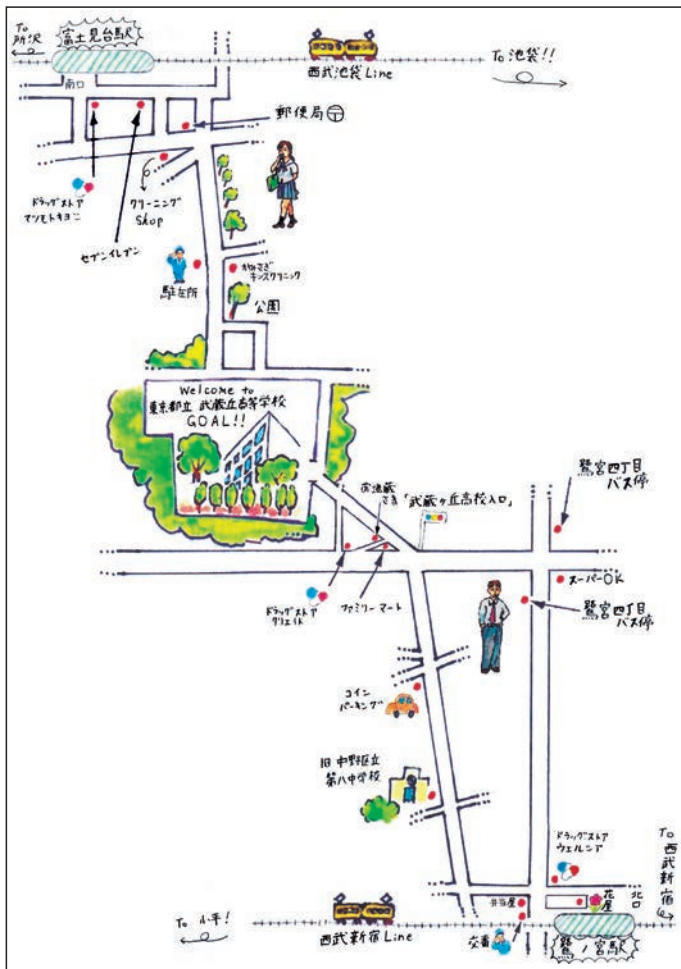 To
所沢
富士見台駅
西武池袋 Line
To 池袋!!
南口
郵便局 〒
ドラッグストア
マツモトキヨシ
クリーニング
Shop
セブンイレブン
駐在所
かみさぎ
キッズクリニック
公園
Welcome to
東京都立 武蔵丘高等学校
GOAL!!
「武蔵ヶ丘高校入口」
鷺宮四丁目
バス停
スーパーOK
鷺宮四丁目
バス停
ドラッグストア
クリエイト
ファミリーマート
コイン
パーキング
旧中野区立
第八中学校
ドラッグストア
ウェルシア
To 西武新宿
弁当屋
花屋
北口
To 小平!
西武新宿 Line
交番
鷺ノ宮駅